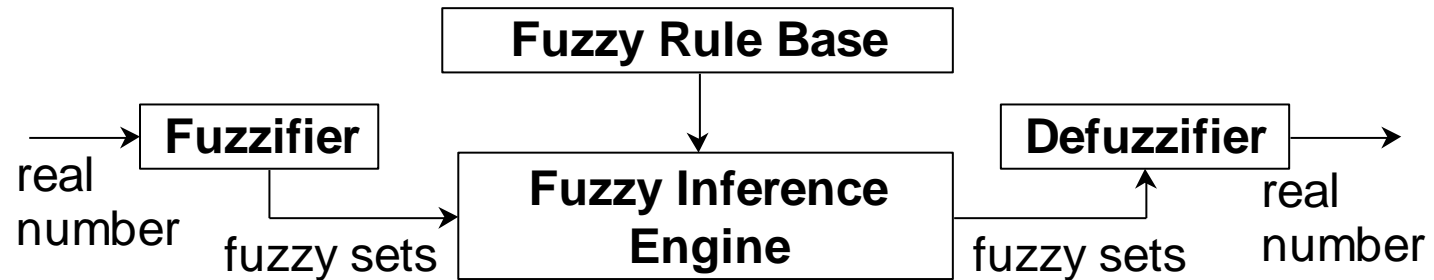 Fuzzy Rule Base
Fuzzifier
Defuzzifier
real
number
Fuzzy Inference
Engine
real
number
fuzzy sets
fuzzy sets